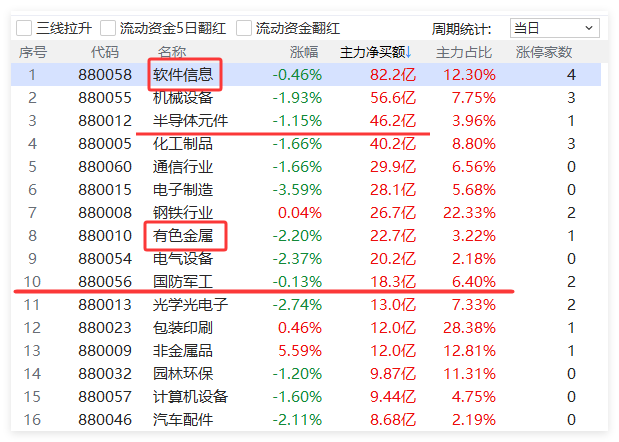 三线拉升 流动资金5日翻红 流动资金翻红 周期统计: 当日
序号 代码 名称 涨幅 主力净买额↓ 主力占比 涨停家数
1 880058 软件信息 -0.46% 82.2亿 12.30% 4
2 880055 机械设备 -1.93% 56.6亿 7.75% 3
3 880012 半导体元件 -1.15% 46.2亿 3.96% 1
4 880005 化工制品 -1.66% 40.2亿 8.80% 3
5 880060 通信行业 -1.66% 29.9亿 6.56% 0
6 880015 电子制造 -3.59% 28.1亿 5.68% 0
7 880008 钢铁行业 0.04% 26.7亿 22.33% 2
8 880010 有色金属 -2.20% 22.7亿 3.22% 1
9 880054 电气设备 -2.37% 20.2亿 2.18% 0
10 880056 国防军工 -0.13% 18.3亿 6.40% 2
11 880013 光学光电子 -2.74% 13.0亿 7.33% 2
12 880023 包装印刷 0.46% 12.0亿 28.38% 1
13 880009 非金属品 5.59% 12.0亿 12.81% 1
14 880032 园林环保 -1.20% 9.87亿 11.31% 0
15 880057 计算机设备 -1.60% 9.44亿 4.75% 0
16 880046 汽车配件 -2.11% 8.68亿 2.19% 0